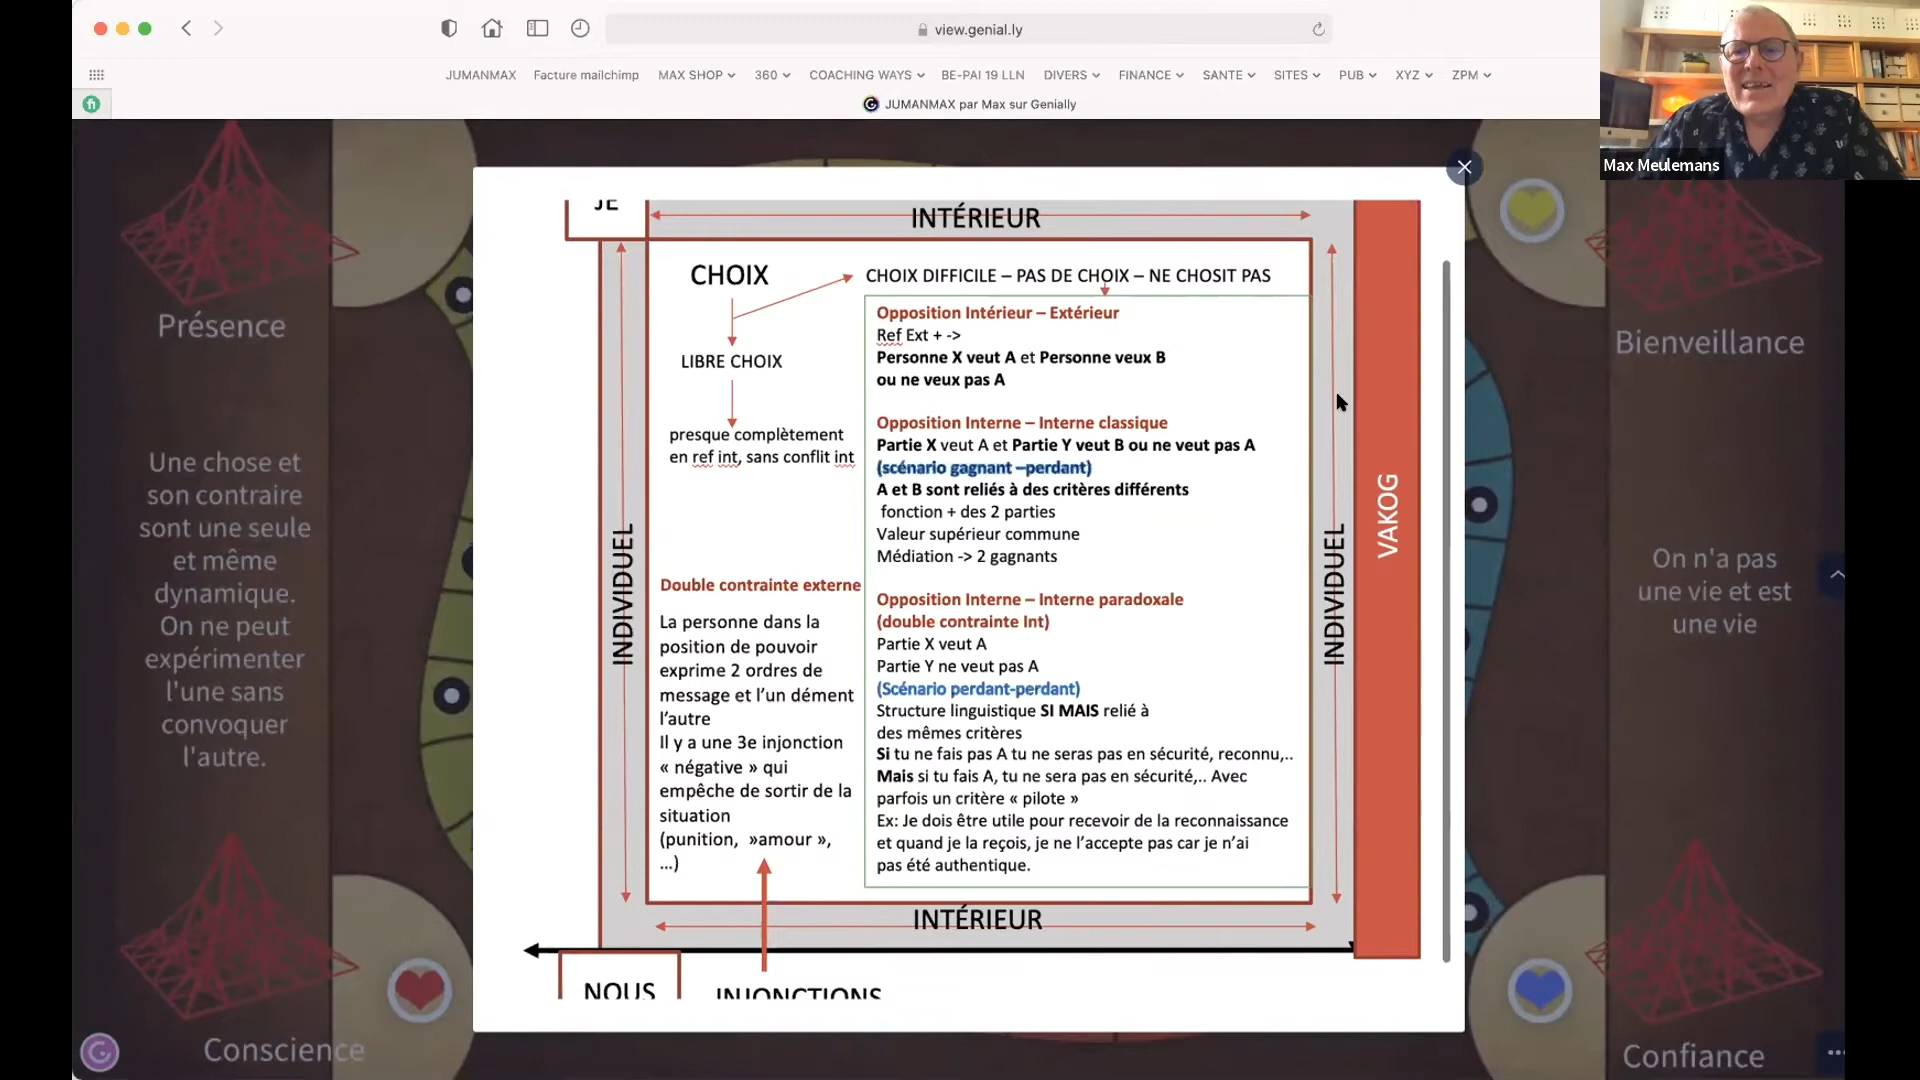 view.genial.ly
JUMANMAX
Facture mailchimp
MAX SHOP
360
COACHING WAYS
BE-PAI 19 LLN
DIVERS
FINANCE
SANTE
SITES
PUB
XYZ
ZPM
JUMANMAX par Max sur Genially
Max Meulemans
Présence
Une chose et
son contraire
sont une seule
et même
dynamique.
On ne peut
expérimenter
l'une sans
convoquer
l'autre.
Conscience
JE
INTÉRIEUR
INDIVIDUEL
CHOIX
LIBRE CHOIX
presque complètement
en ref int, sans conflit int
Double contrainte externe
La personne dans la
position de pouvoir
exprime 2 ordres de
message et l’un dément
l’autre
Il y a une 3e injonction
« négative » qui
empêche de sortir de la
situation
(punition, »amour »,
...)
CHOIX DIFFICILE – PAS DE CHOIX – NE CHOSIT PAS
Opposition Intérieur – Extérieur
Ref Ext + ->
Personne X veut A et Personne veux B
ou ne veux pas A
Opposition Interne – Interne classique
Partie X veut A et Partie Y veut B ou ne veut pas A
(scénario gagnant –perdant)
A et B sont reliés à des critères différents
fonction + des 2 parties
Valeur supérieur commune
Médiation -> 2 gagnants
Opposition Interne – Interne paradoxale
(double contrainte Int)
Partie X veut A
Partie Y ne veut pas A
(Scénario perdant-perdant)
Structure linguistique SI MAIS relié à
des mêmes critères
Si tu ne fais pas A tu ne seras pas en sécurité, reconnu,..
Mais si tu fais A, tu ne sera pas en sécurité,.. Avec
parfois un critère « pilote »
Ex: Je dois être utile pour recevoir de la reconnaissance
et quand je la reçois, je ne l’accepte pas car je n’ai
pas été authentique.
INDIVIDUEL
VAKOG
INTÉRIEUR
NOUS
INJONCTIONS
Bienveillance
On n'a pas
une vie et est
une vie
Confiance